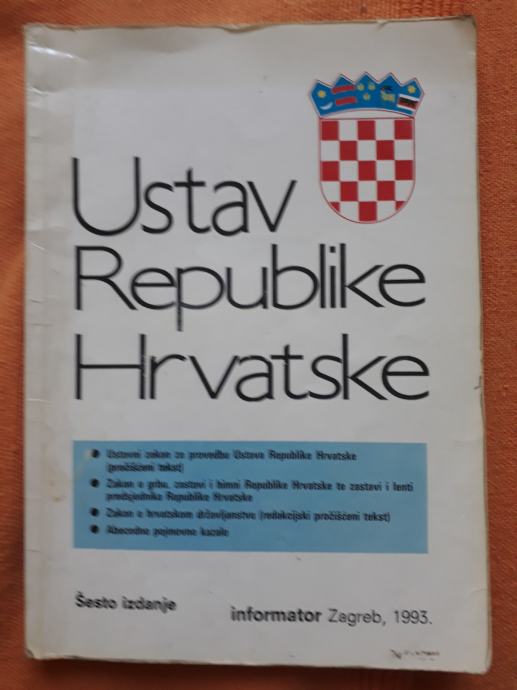 Ustav
Republike
Hrvatske
Ustavni zakon za provedbu Ustava Republike Hrvatske
(pročišćeni tekst)
Zakon o grbu, zastavi i himni Republike Hrvatske te zastavi i lenti
predsjednika Republike Hrvatske
Zakon o hrvatskom državljanstvu (redakcijski pročišćeni tekst)
Abecedno pojmovno kazalo
Šesto izdanje
informator Zagreb, 1993.